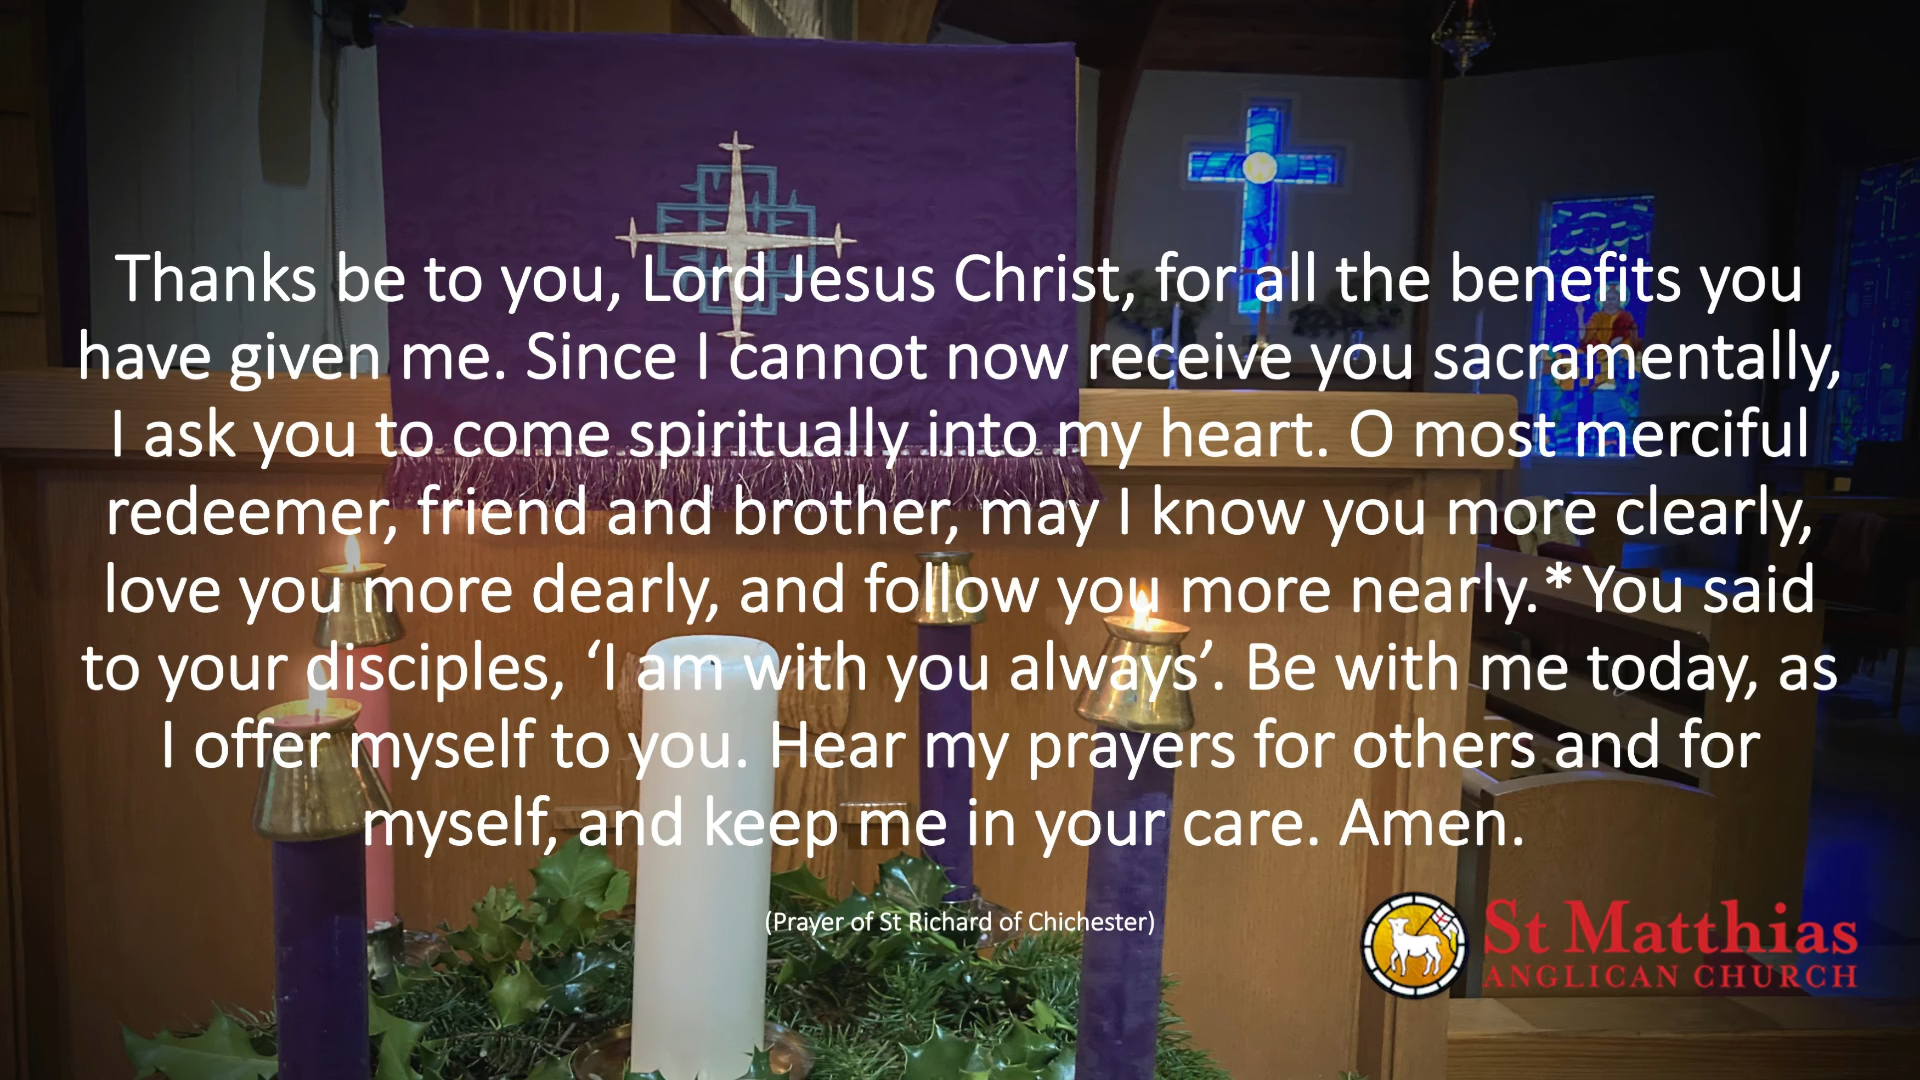 Thanks be to you, Lord Jesus Christ, for all the benefits you
have given me. Since I cannot now receive you sacramentally,
I ask you to come spiritually into my heart. O most merciful
redeemer, friend and brother, may I know you more clearly,
love you more dearly, and follow you more nearly.* You said
to your disciples, ‘I am with you always’. Be with me today, as
I offer myself to you. Hear my prayers for others and for
myself, and keep me in your care. Amen.
(Prayer of St Richard of Chichester)
St Matthias
ANGLICAN CHURCH